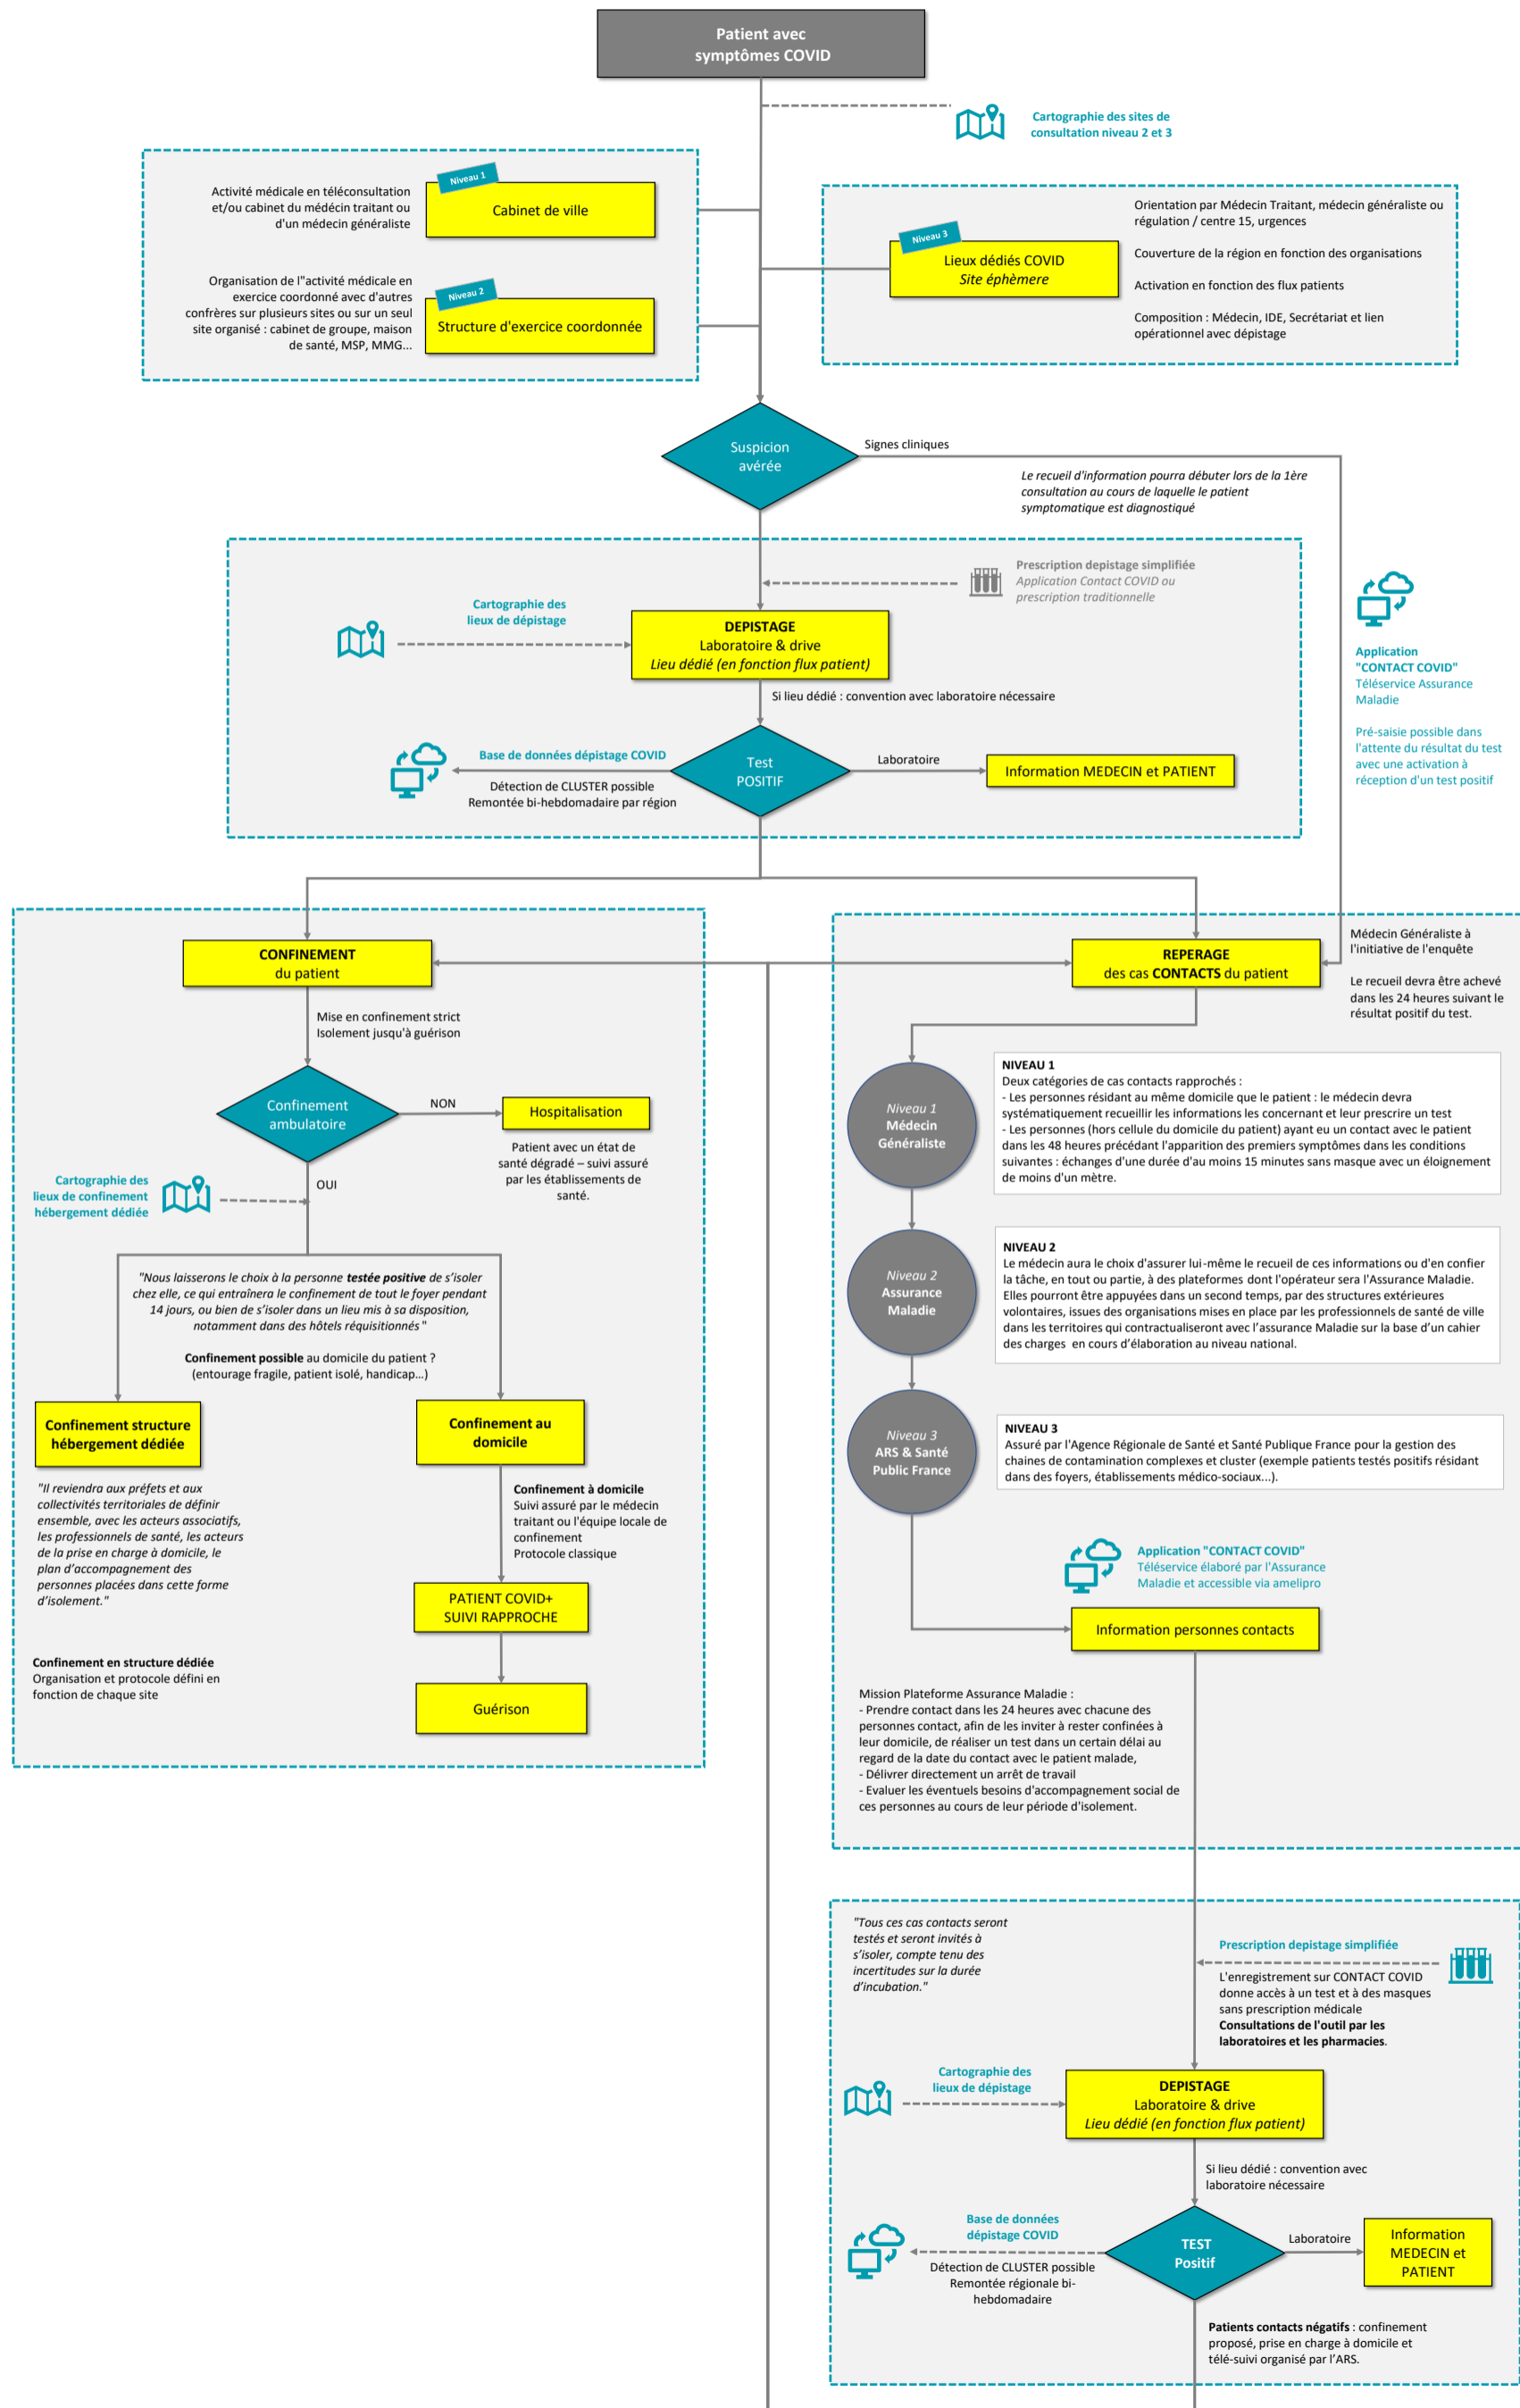 Patient avec
symptômes COVID
Cartographie des sites de
consultation niveau 2 et 3
Activité médicale en téléconsultation
et/ou cabinet du médécin traitant ou
d'un médecin généraliste
Niveau 1
Cabinet de ville
Organisation de l"activité médicale en
exercice coordonné avec d'autres
confrères sur plusieurs sites ou sur un seul
site organisé : cabinet de groupe, maison
de santé, MSP, MMG...
Niveau 2
Structure d'exercice coordonnée
Niveau 3
Lieux dédiés COVID
Site éphèmere
Orientation par Médecin Traitant, médecin généraliste ou
régulation / centre 15, urgences
Couverture de la région en fonction des organisations
Activation en fonction des flux patients
Composition : Médecin, IDE, Secrétariat et lien
opérationnel avec dépistage
Suspicion
avérée
Signes cliniques
Le recueil d'information pourra débuter lors de la 1ère
consultation au cours de laquelle le patient
symptomatique est diagnostiqué
Prescription depistage simplifiée
Application Contact COVID ou
prescription traditionnelle
Cartographie des
lieux de dépistage
DEPISTAGE
Laboratoire & drive
Lieu dédié (en fonction flux patient)
Si lieu dédié : convention avec laboratoire nécessaire
Application
"CONTACT COVID"
Téléservice Assurance
Maladie
Pré-saisie possible dans
l'attente du résultat du test
avec une activation à
réception d'un test positif
Base de données dépistage COVID
Détection de CLUSTER possible
Remontée bi-hebdomadaire par région
Test
POSITIF
Laboratoire
Information MEDECIN et PATIENT
CONFINEMENT
du patient
Mise en confinement strict
Isolement jusqu'à guérison
Confinement
ambulatoire
NON
Hospitalisation
Patient avec un état de
santé dégradé – suivi assuré
par les établissements de
santé.
Cartographie des
lieux de confinement
hébergement dédiée
OUI
"Nous laisserons le choix à la personne testée positive de s’isoler
chez elle, ce qui entraînera le confinement de tout le foyer pendant
14 jours, ou bien de s’isoler dans un lieu mis à sa disposition,
notamment dans des hôtels réquisitionnés "
Confinement possible au domicile du patient ?
(entourage fragile, patient isolé, handicap...)
Confinement structure
hébergement dédiée
"Il reviendra aux préfets et aux
collectivités territoriales de définir
ensemble, avec les acteurs associatifs,
les professionnels de santé, les acteurs
de la prise en charge à domicile, le
plan d’accompagnement des
personnes placées dans cette forme
d’isolement."
Confinement en structure dédiée
Organisation et protocole défini en
fonction de chaque site
Confinement au
domicile
Confinement à domicile
Suivi assuré par le médecin
traitant ou l'équipe locale de
confinement
Protocole classique
PATIENT COVID+
SUIVI RAPPROCHE
Guérison
REPERAGE
des cas CONTACTS du patient
Médecin Généraliste à
l'initiative de l'enquête
Le recueil devra être achevé
dans les 24 heures suivant le
résultat positif du test.
Niveau 1
Médecin
Généraliste
NIVEAU 1
Deux catégories de cas contacts rapprochés :
- Les personnes résidant au même domicile que le patient : le médecin devra
systématiquement recueillir les informations les concernant et leur prescrire un test
- Les personnes (hors cellule du domicile du patient) ayant eu un contact avec le patient
dans les 48 heures précédant l'apparition des premiers symptômes dans les conditions
suivantes : échanges d'une durée d'au moins 15 minutes sans masque avec un éloignement
de moins d'un mètre.
Niveau 2
Assurance
Maladie
NIVEAU 2
Le médecin aura le choix d'assurer lui-même le recueil de ces informations ou d'en confier
la tâche, en tout ou partie, à des plateformes dont l'opérateur sera l'Assurance Maladie.
Elles pourront être appuyées dans un second temps, par des structures extérieures
volontaires, issues des organisations mises en place par les professionnels de santé de ville
dans les territoires qui contractualiseront avec l’assurance Maladie sur la base d’un cahier
des charges en cours d’élaboration au niveau national.
Niveau 3
ARS & Santé
Public France
NIVEAU 3
Assuré par l'Agence Régionale de Santé et Santé Publique France pour la gestion des
chaines de contamination complexes et cluster (exemple patients testés positifs résidant
dans des foyers, établissements médico-sociaux...).
Application "CONTACT COVID"
Téléservice élaboré par l'Assurance
Maladie et accessible via amelipro
Information personnes contacts
Mission Plateforme Assurance Maladie :
- Prendre contact dans les 24 heures avec chacune des
personnes contact, afin de les inviter à rester confinées à
leur domicile, de réaliser un test dans un certain délai au
regard de la date du contact avec le patient malade,
- Délivrer directement un arrêt de travail
- Evaluer les éventuels besoins d'accompagnement social de
ces personnes au cours de leur période d'isolement.
"Tous ces cas contacts seront
testés et seront invités à
s’isoler, compte tenu des
incertitudes sur la durée
d’incubation."
Prescription depistage simplifiée
L'enregistrement sur CONTACT COVID
donne accès à un test et à des masques
sans prescription médicale
Consultations de l'outil par les
laboratoires et les pharmacies.
Cartographie des
lieux de dépistage
DEPISTAGE
Laboratoire & drive
Lieu dédié (en fonction flux patient)
Si lieu dédié : convention avec
laboratoire nécessaire
Base de données
dépistage COVID
Détection de CLUSTER possible
Remontée régionale bi-
hebdomadaire
TEST
Positif
Laboratoire
Information
MEDECIN et
PATIENT
Patients contacts négatifs : confinement
proposé, prise en charge à domicile et
télé-suivi organisé par l’ARS.